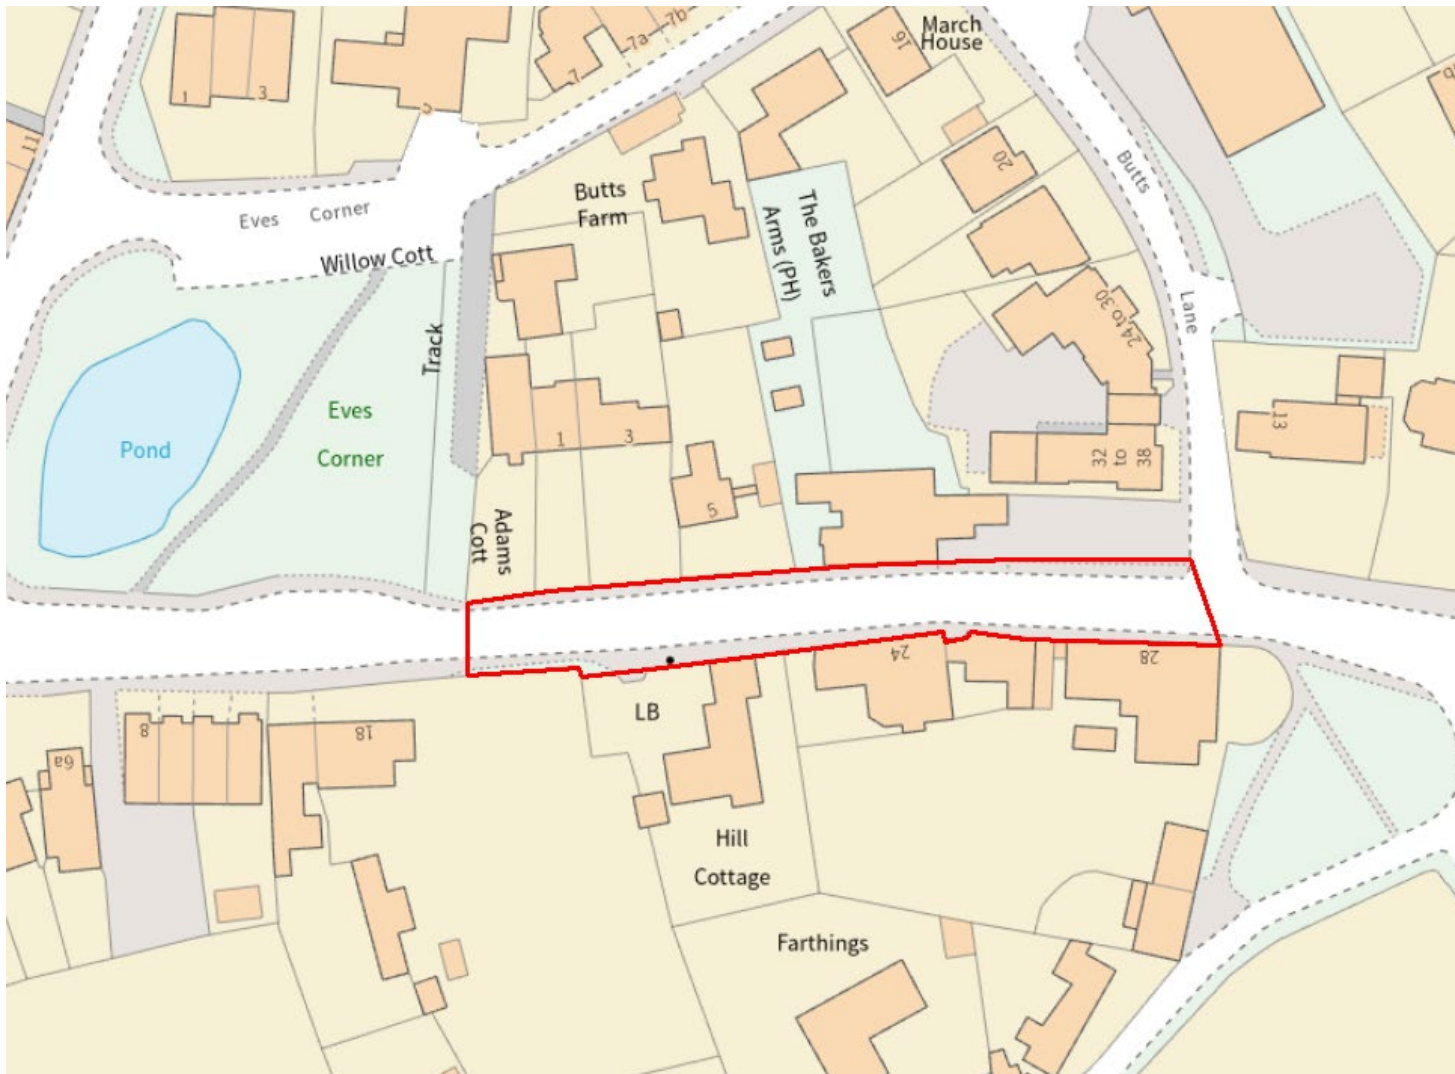 March
House
16
7b
7a
7
1
3
11
20
Butts
Butts
Farm
The Bakers
Arms (PH)
Eves Corner
Willow Cott
Lane
24 to 30
Track
Eves
Corner
Pond
1
3
13
32
to
38
5
Adams
Cott
24
28
LB
8
18
6a
Hill
Cottage
Farthings